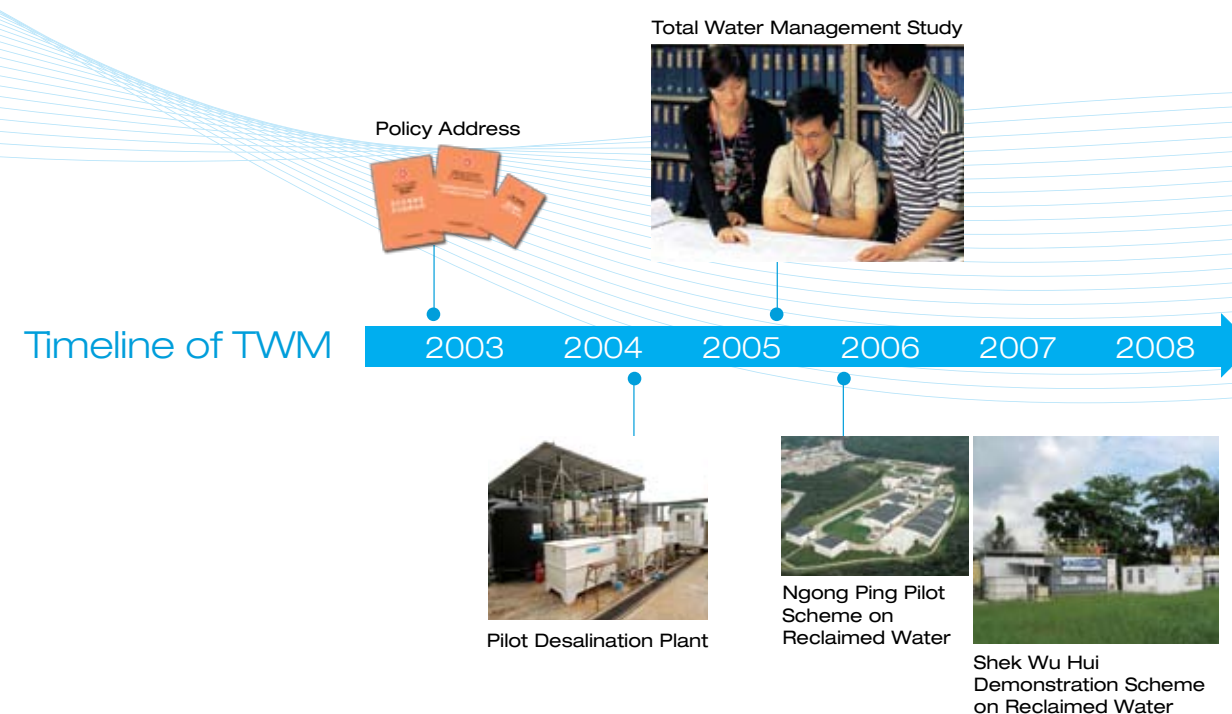 Total Water Management Study
Policy Address
Timeline of TWM
2003 2004 2005 2006 2007 2008
Pilot Desalination Plant
Ngong Ping Pilot
Scheme on
Reclaimed Water
Shek Wu Hui
Demonstration Scheme
on Reclaimed Water